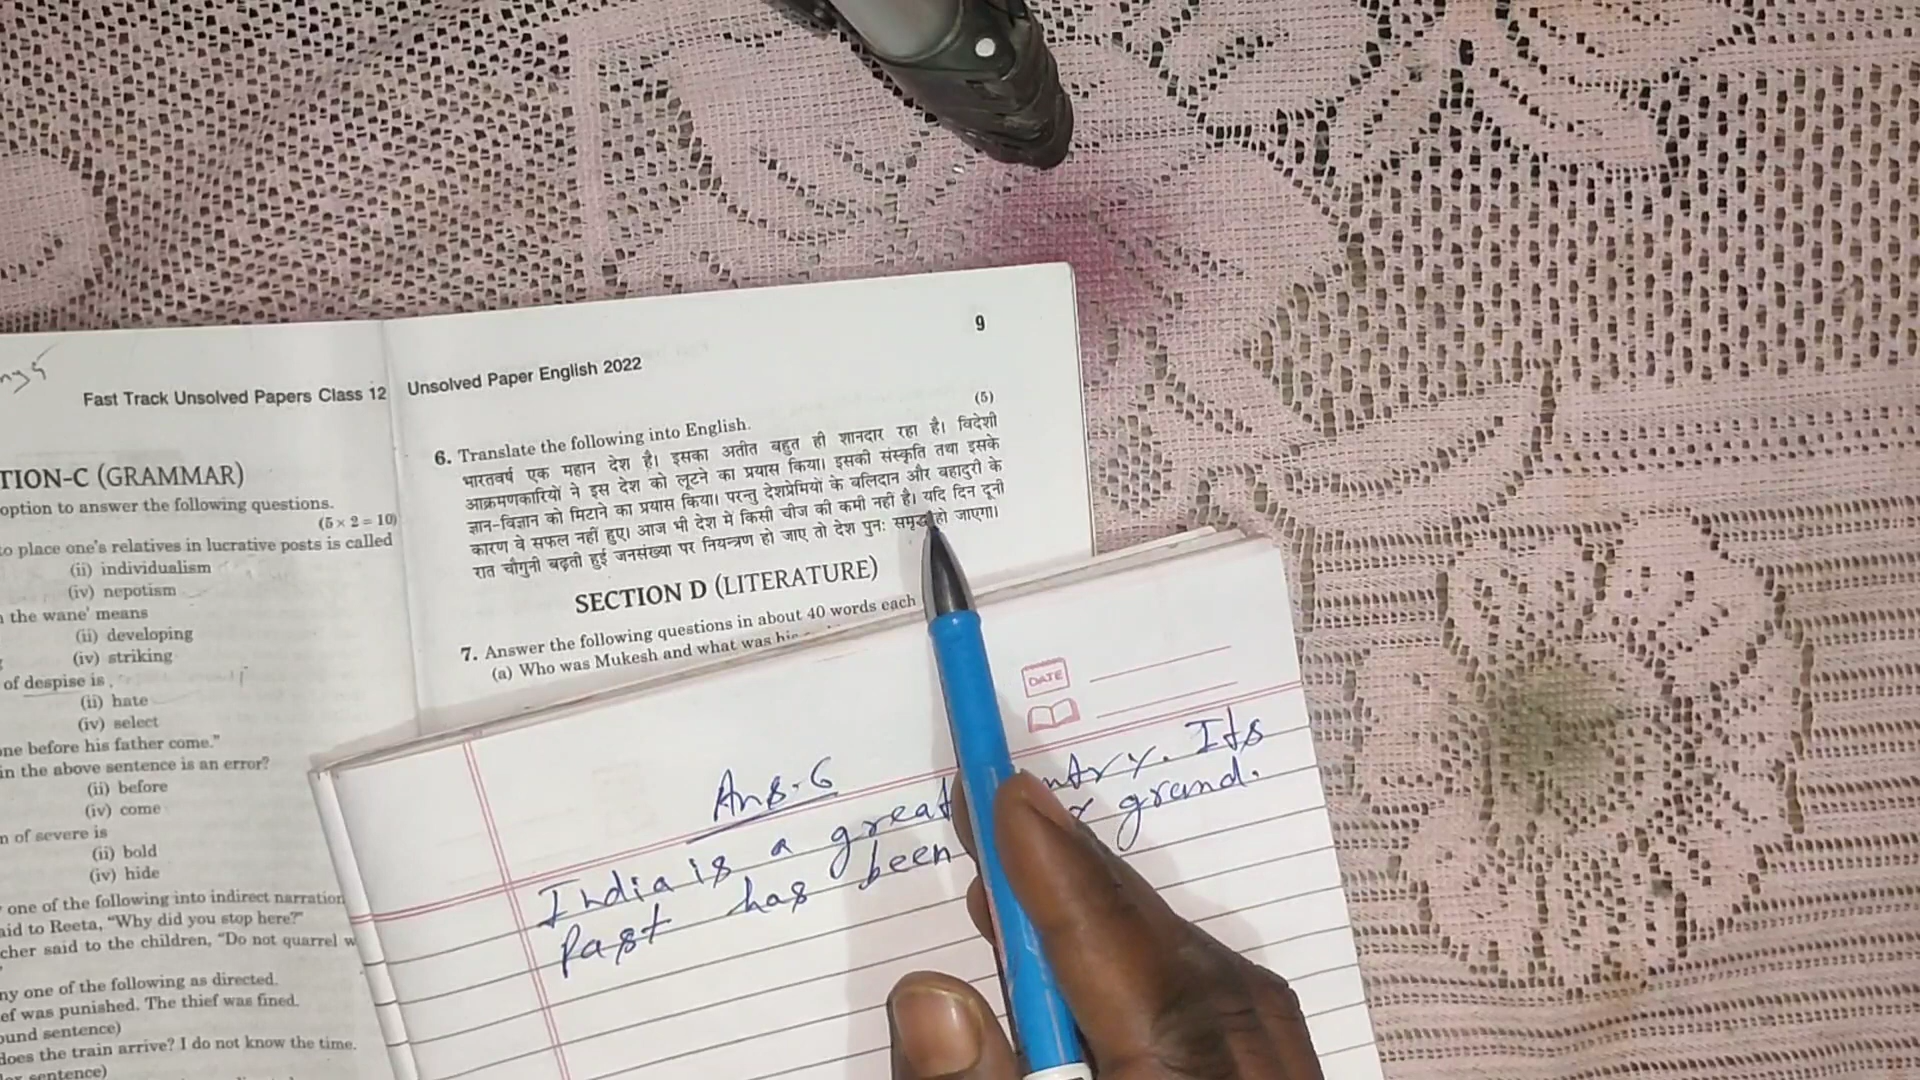 Fast Track Unsolved Papers Class 12
TION-C (GRAMMAR)
option to answer the following questions.
(5 × 2 = 10)
to place one's relatives in lucrative posts is called
(ii) individualism
(iv) nepotism
the wane' means
(ii) developing
(iv) striking
of despise is
(ii) hate
(iv) select
one before his father come."
in the above sentence is an error?
(ii) before
(iv) come
of severe is
(ii) bold
(iv) hide
one of the following into indirect narration
said to Reeta, "Why did you stop here?"
cher said to the children, "Do not quarrel w
ny one of the following as directed.
ef was punished. The thief was fined.
ound sentence)
does the train arrive? I do not know the time.
sentence)
Unsolved Paper English 2022
9
6. Translate the following into English.
(5)
भारतवर्ष एक महान देश है। इसका अतीत बहुत ही शानदार रहा है। विदेशी
आक्रमणकारियों ने इस देश को लूटने का प्रयास किया। इसकी संस्कृति तथा इसके
ज्ञान-विज्ञान को मिटाने का प्रयास किया। परन्तु देशप्रेमियों के बलिदान और बहादुरी के
कारण वे सफल नहीं हुए। आज भी देश में किसी चीज की कमी नहीं है। यदि दिन दूनी
रात चौगुनी बढ़ती हुई जनसंख्या पर नियन्त्रण हो जाए तो देश पुनः समृद्ध हो जाएगा।
SECTION D (LITERATURE)
7. Answer the following questions in about 40 words each
(a) Who was Mukesh and what was his
DATE
Ans-6
India is a great ntry. Its
Past has been grand.